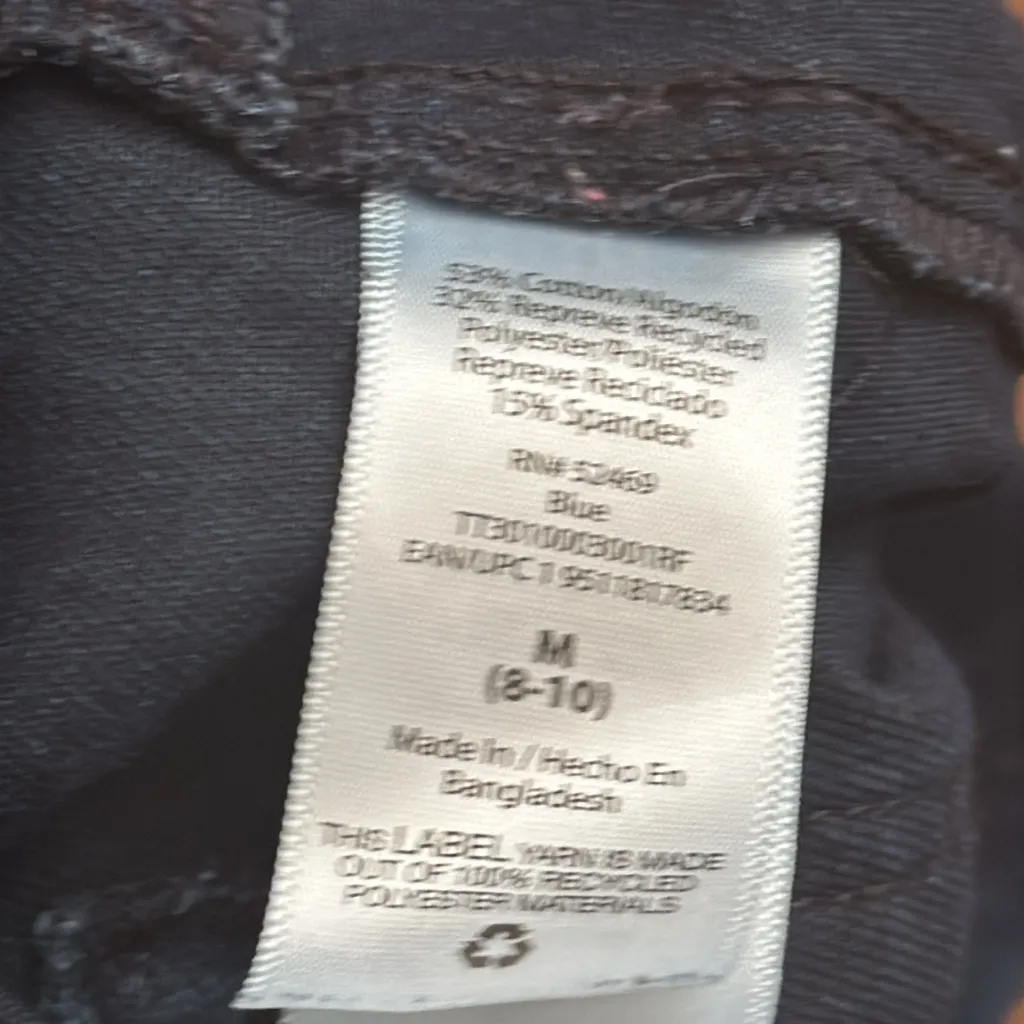 53% Cotton/Algodón
32% Repreve Recycled
Polyester/Poliester
Repreve Reciclado
15% Spandex
RN# 52469
Blue
EAN/UPC
M
(8-10)
Made In / Hecho En
Bangladesh
THIS LABEL YARN IS MADE
OUT OF 100% RECYCLED
POLYESTER MATERIALS